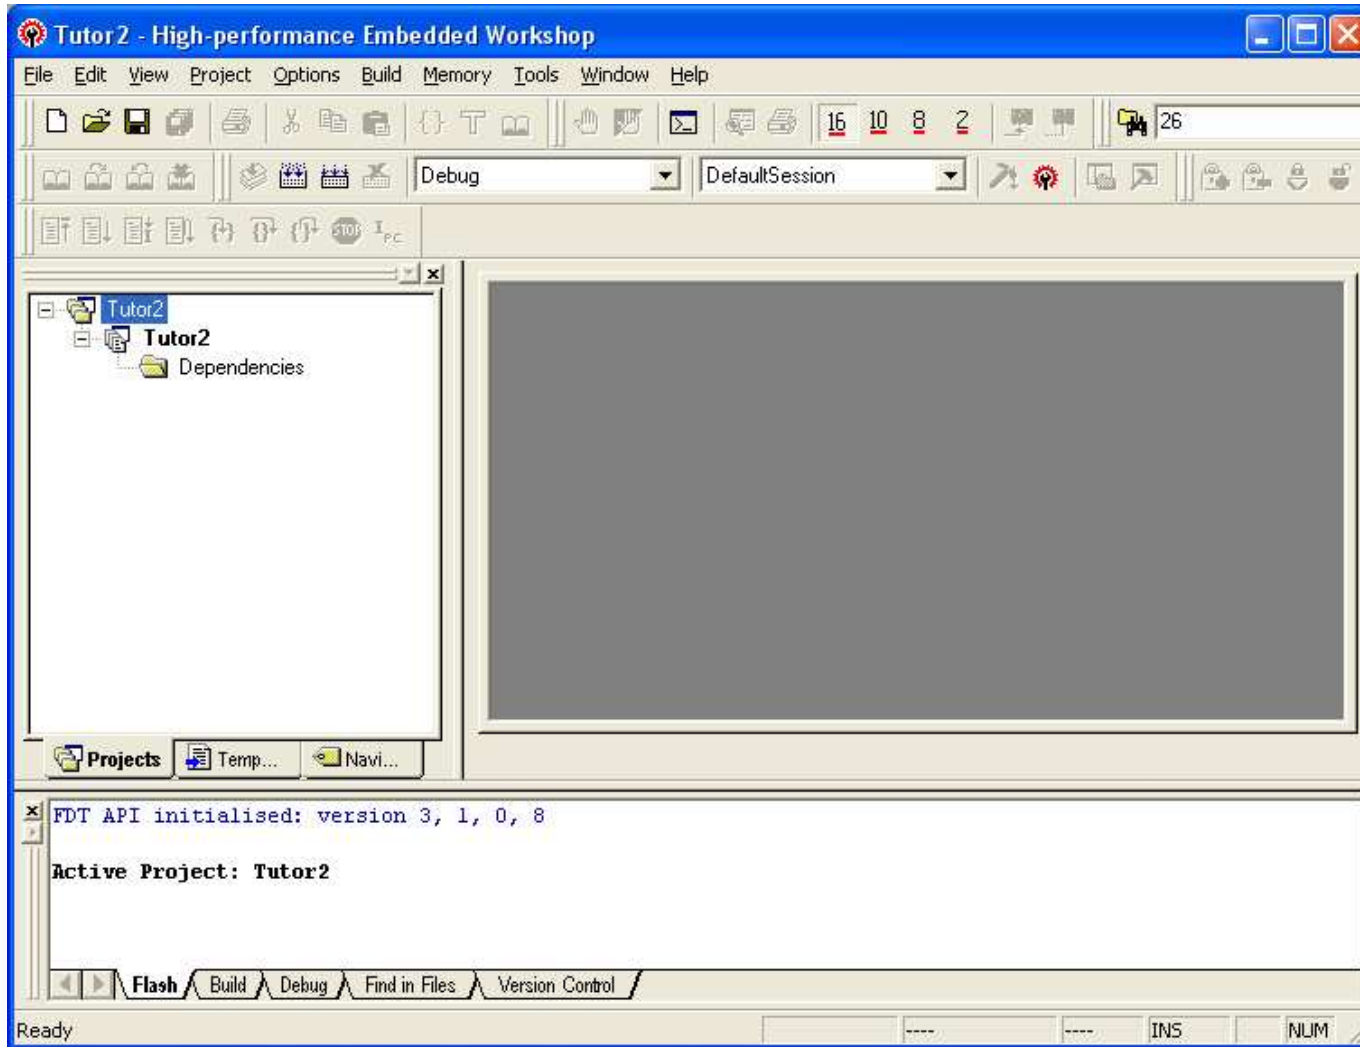 Tutor2 - High-performance Embedded Workshop
File Edit View Project Options Build Memory Tools Window Help
16 10 8 2 26
Debug DefaultSession
STOP IPC
Tutor2
Tutor2
Dependencies
Projects Temp... Navi...
FDT API initialised: version 3, 1, 0, 8
Active Project: Tutor2
Flash Build Debug Find in Files Version Control
Ready ---- ---- INS NUM